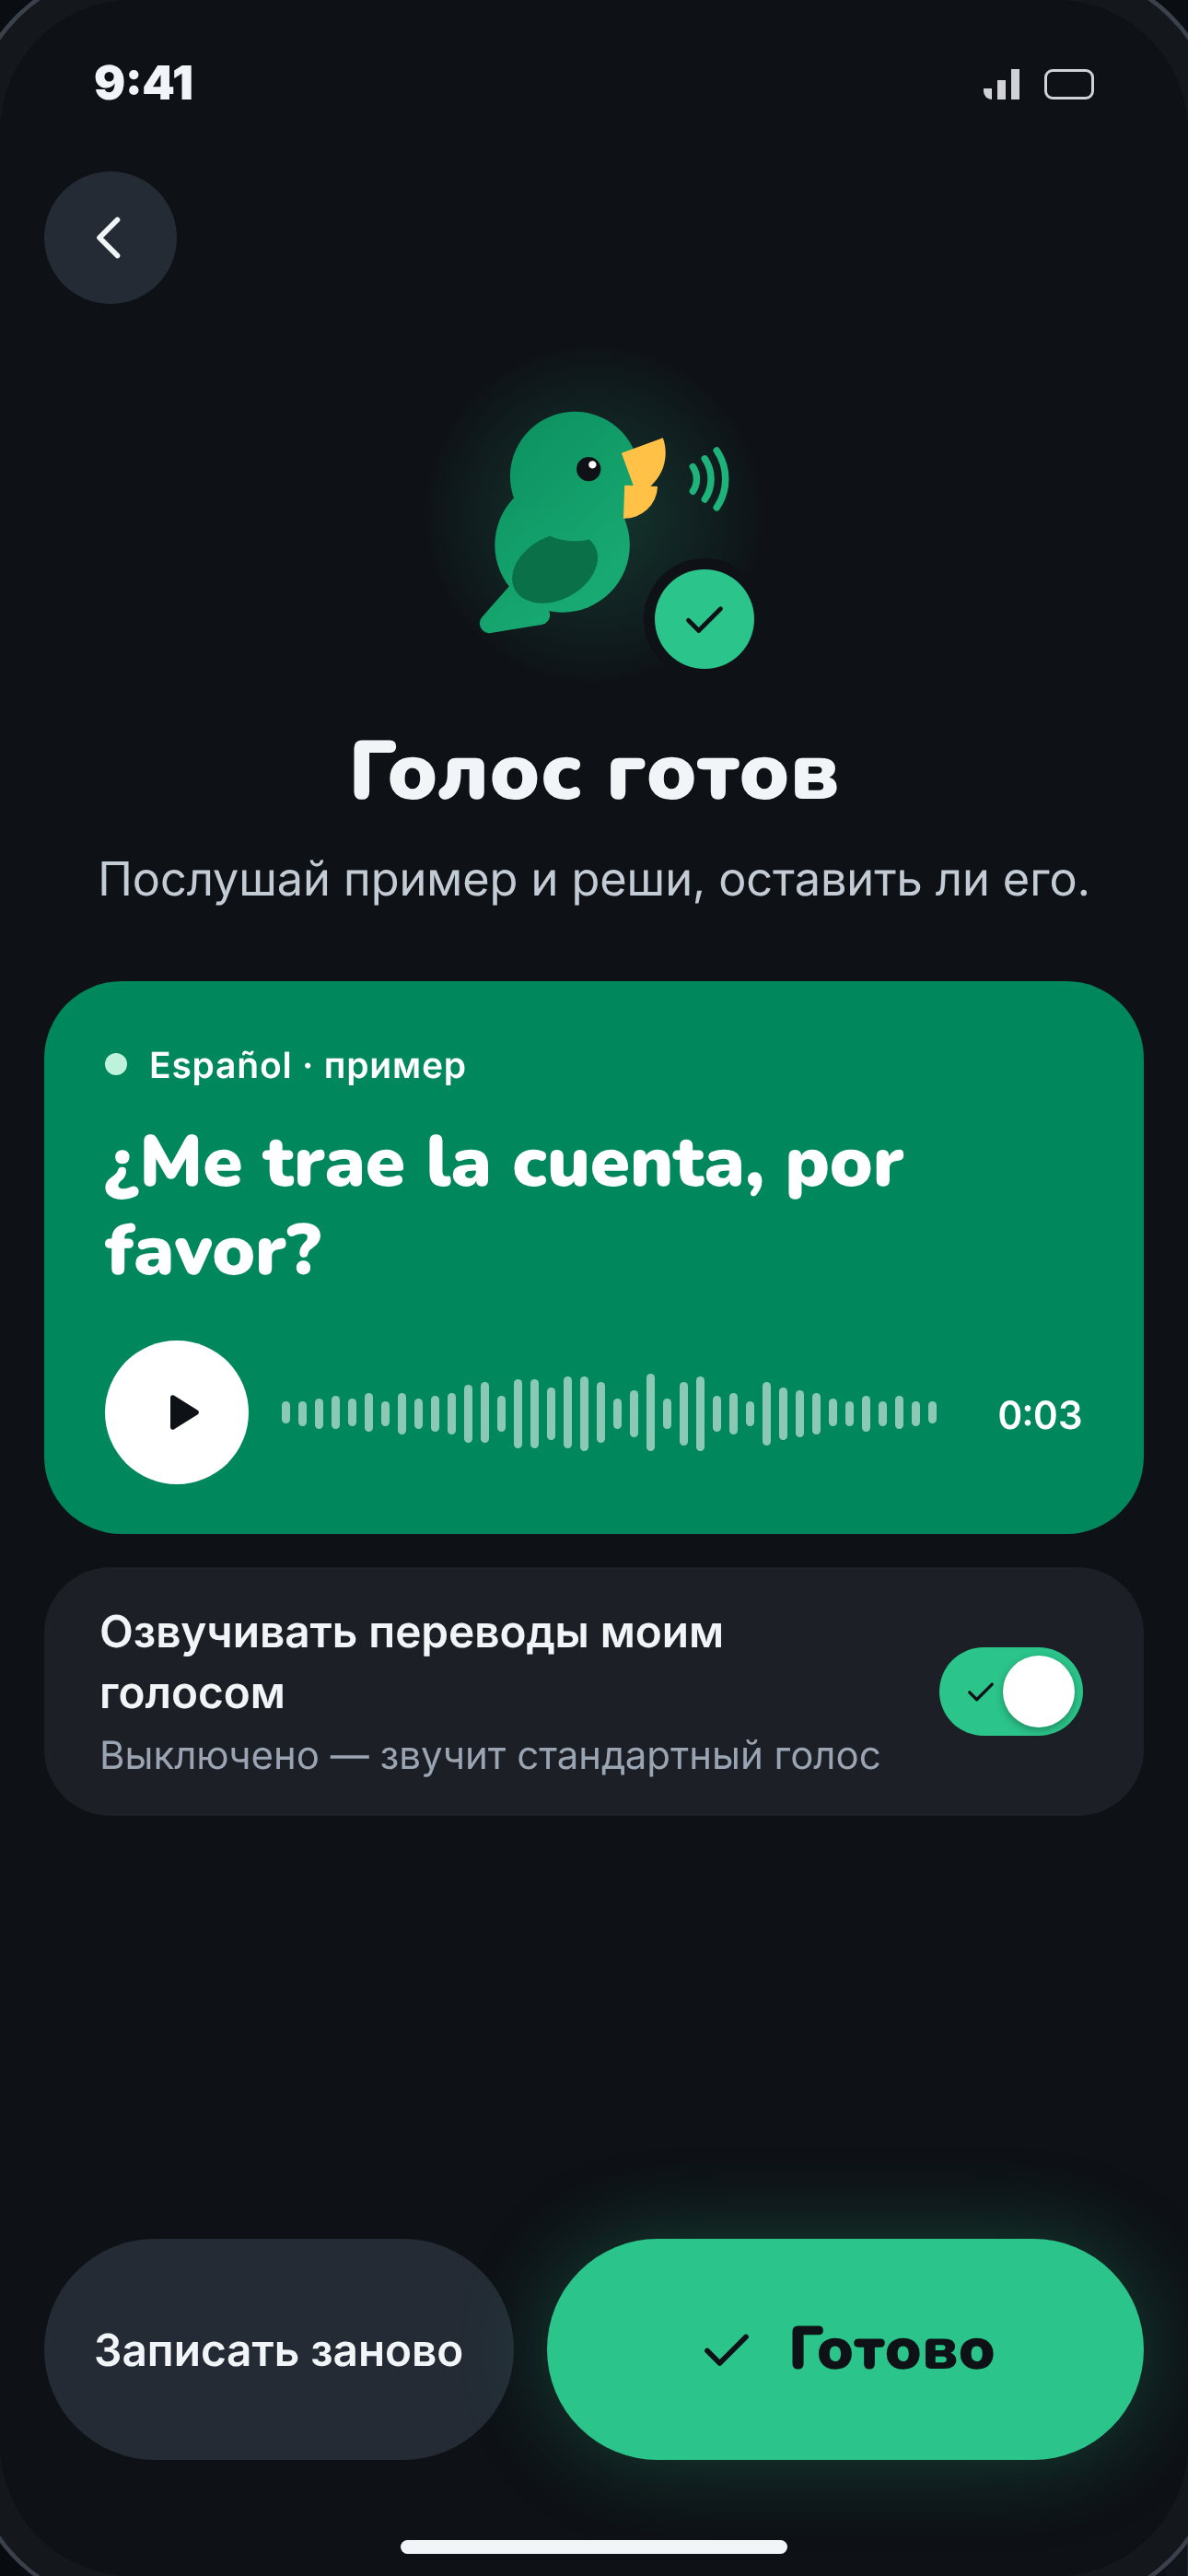 9:41
Голос готов
Послушай пример и реши, оставить ли его.
Español · пример
¿Me trae la cuenta, por
favor?
0:03
Озвучивать переводы моим
голосом
Выключено — звучит стандартный голос
Записать заново
Готово